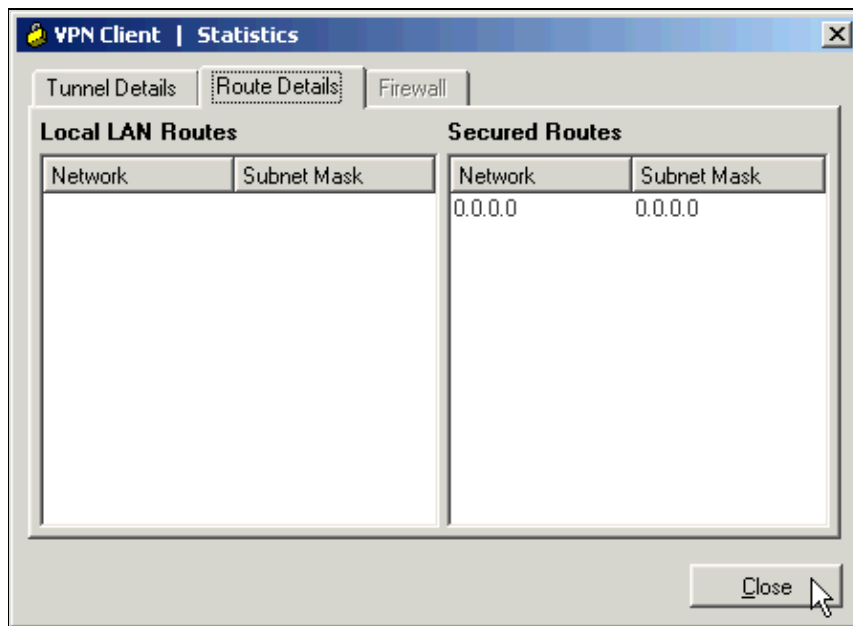 VPN Client | Statistics
Tunnel Details Route Details Firewall
Local LAN Routes Secured Routes
Network Subnet Mask Network Subnet Mask
0.0.0.0 0.0.0.0
Close